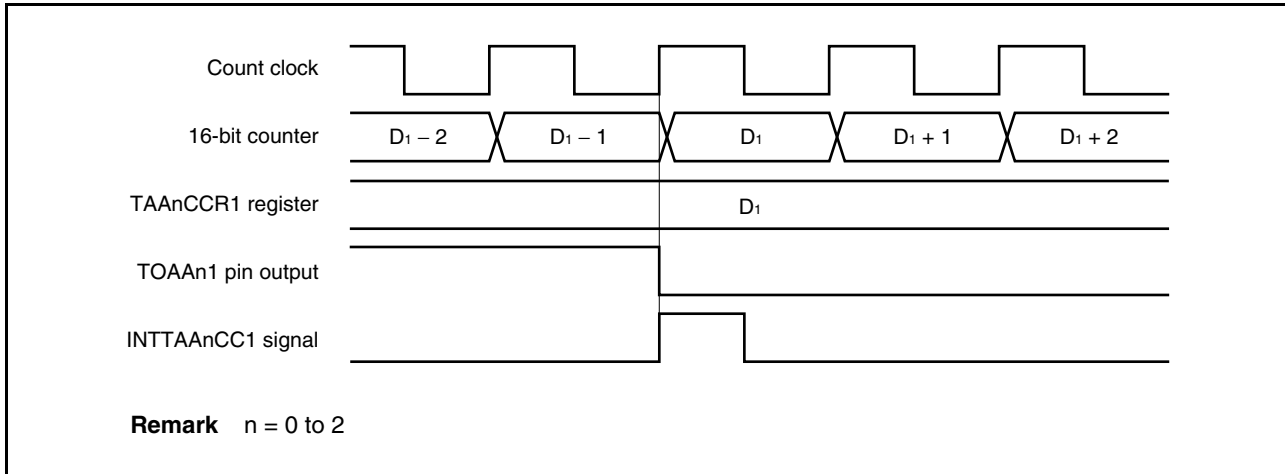 Count clock
16-bit counter D₁ − 2 D₁ − 1 D₁ D₁ + 1 D₁ + 2
TAAnCCR1 register D₁
TOAAn1 pin output
INTTAAnCC1 signal
Remark n = 0 to 2